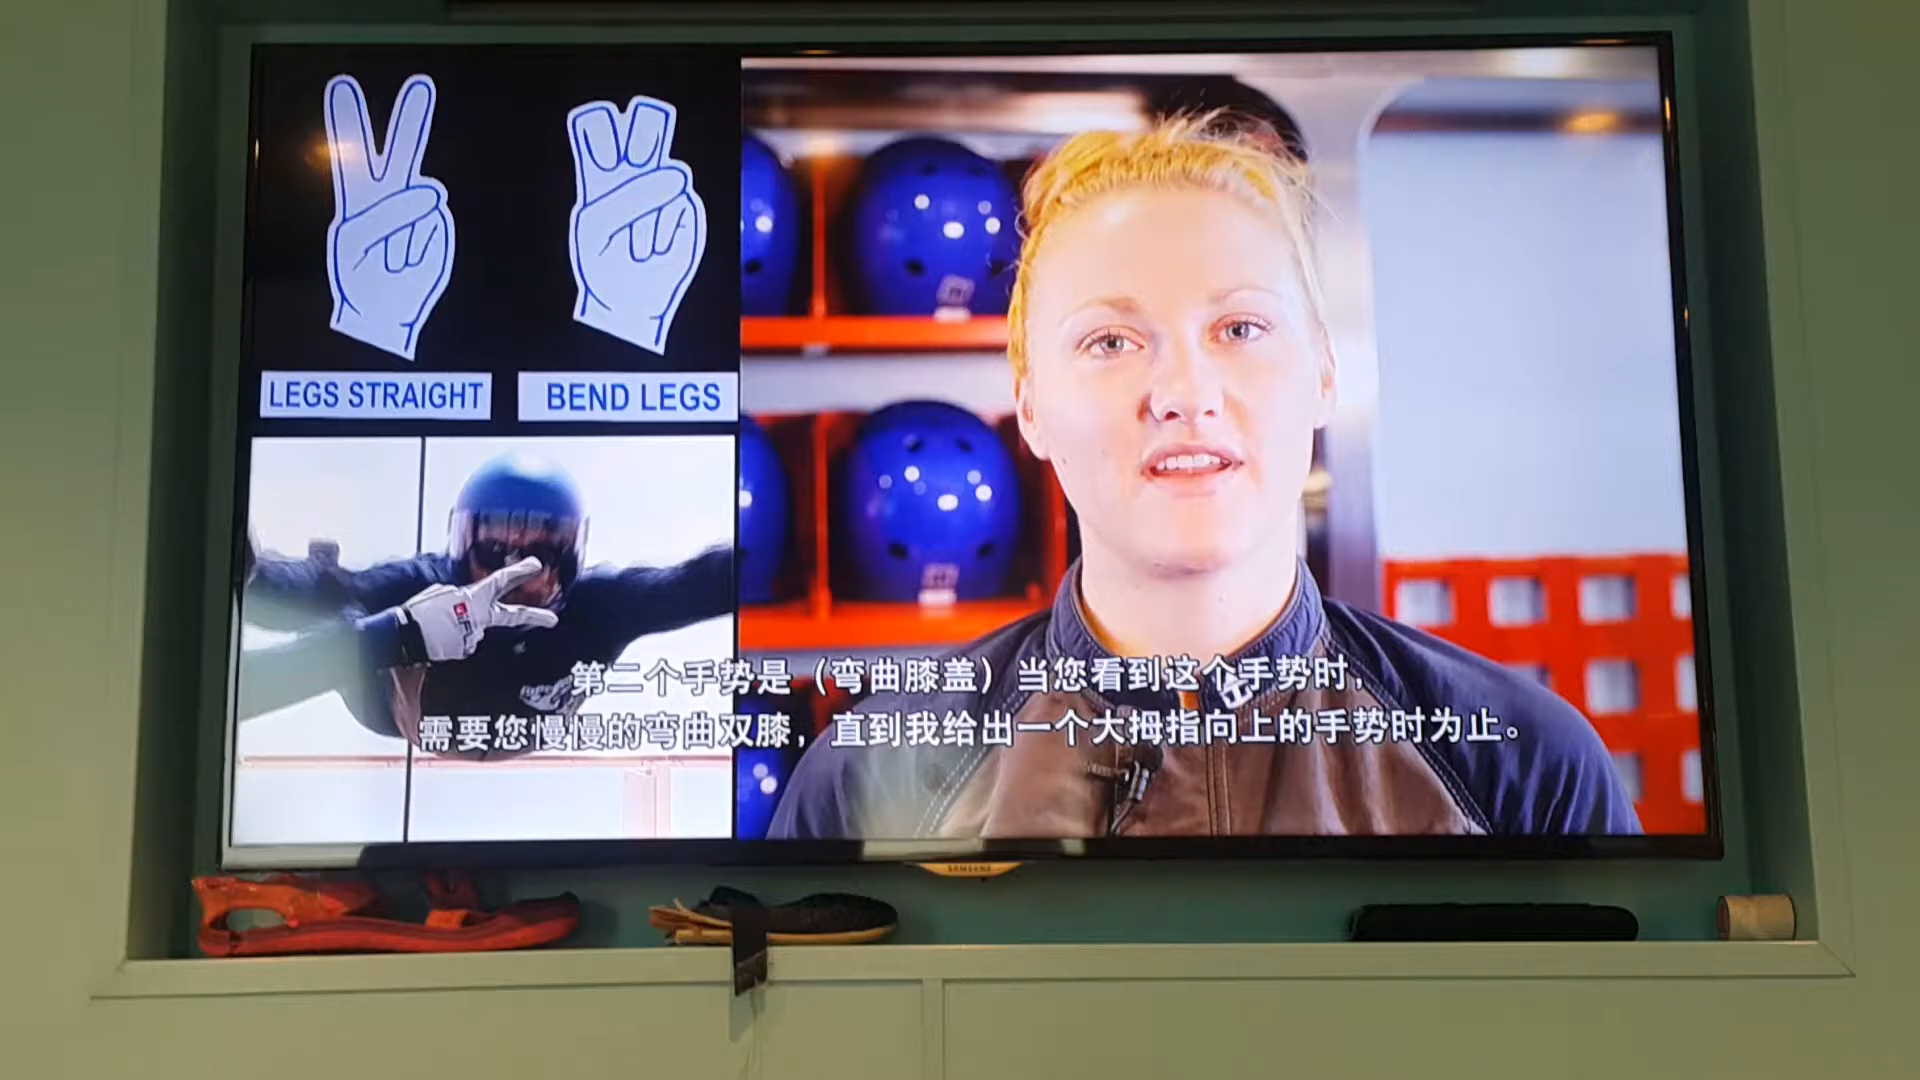 LEGS STRAIGHT
BEND LEGS
第二个手势是（弯曲膝盖）当您看到这个手势时，
需要您慢慢的弯曲双膝，直到我给出一个大拇指向上的手势时为止。
SAMSUNG